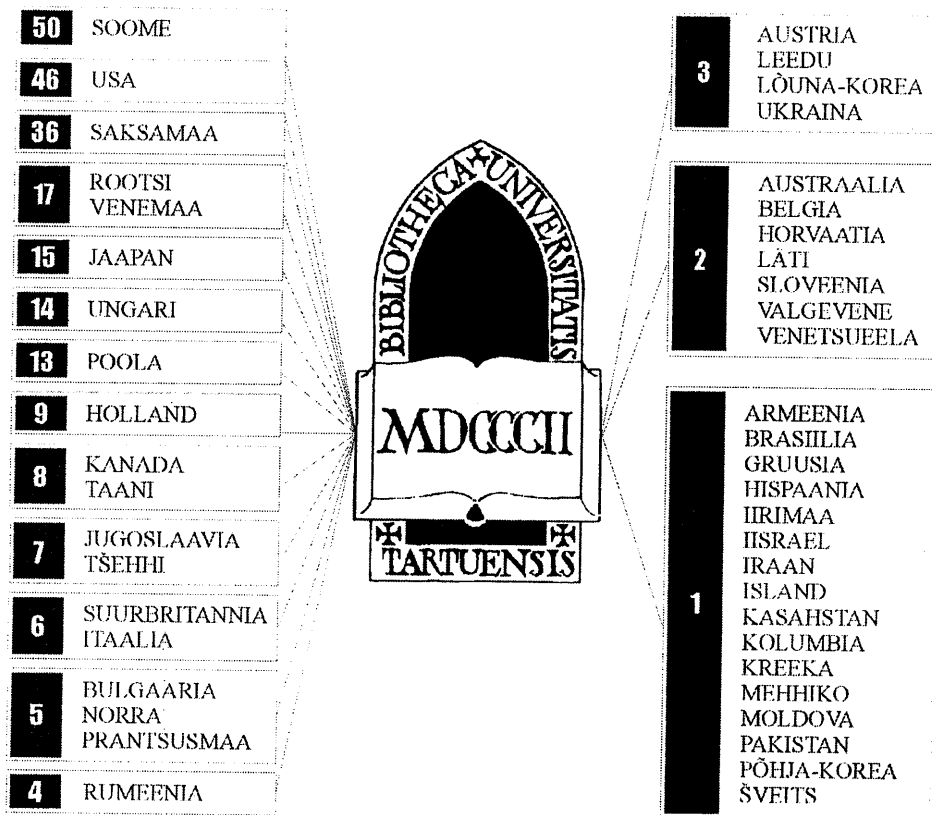 50 SOOME
46 USA
36 SAKSAMAA
17 ROOTSI
VENEMAA
15 JAAPAN
14 UNGARI
13 POOLA
9 HOLLAND
8 KANADA
TAANI
7 JUGOSLAAVIA
TŠEHHI
6 SUURBRITANNIA
ITAALIA
5 BULGAARIA
NORRA
PRANTSUSMAA
4 RUMEENIA
BIBLIOTHECA UNIVERSITATIS
MDCCCII
TARTUENSIS
3 AUSTRIA
LEEDU
LÕUNA-KOREA
UKRAINA
2 AUSTRAALIA
BELGIA
HORVAATIA
LÄTI
SLOVEENIA
VALGEVENE
VENETSUEELA
1 ARMEENIA
BRASIILIA
GRUUSIA
HISPAANIA
IIRIMAA
IISRAEL
IRAAN
ISLAND
KASAHSTAN
KOLUMBIA
KREEKA
MEHHIKO
MOLDOVA
PAKISTAN
PÕHJA-KOREA
ŠVEITS